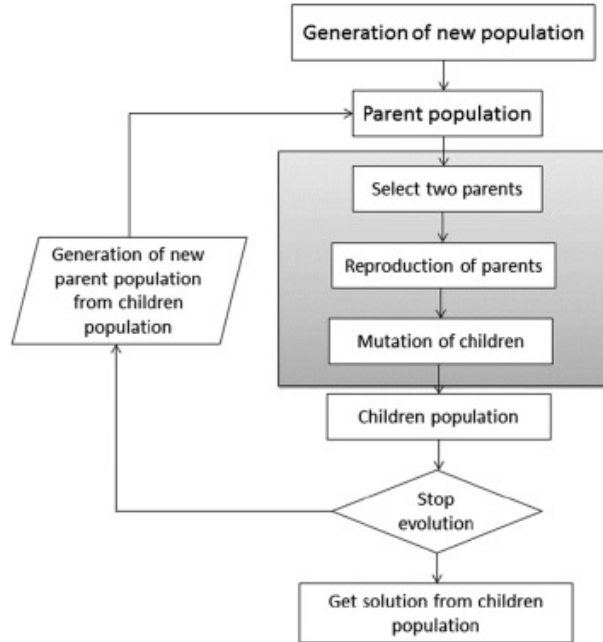 Generation of new population
Parent population
Select two parents
Reproduction of parents
Mutation of children
Children population
Stop
evolution
Get solution from children
population
Generation of new
parent population
from children
population